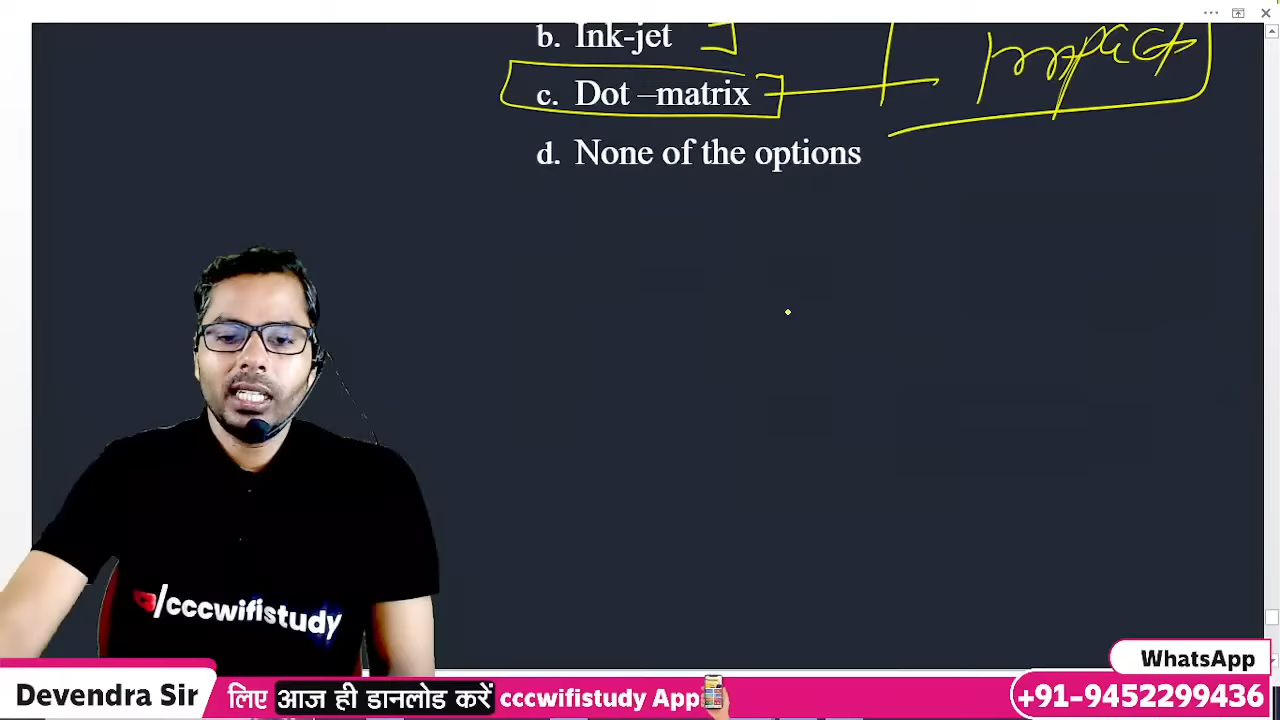 b. Ink-jet
c. Dot –matrix
d. None of the options
impact
/cccwifistudy
WhatsApp
Devendra Sir
लिए आज ही डानलोड करें cccwifistudy App
+91-9452299436